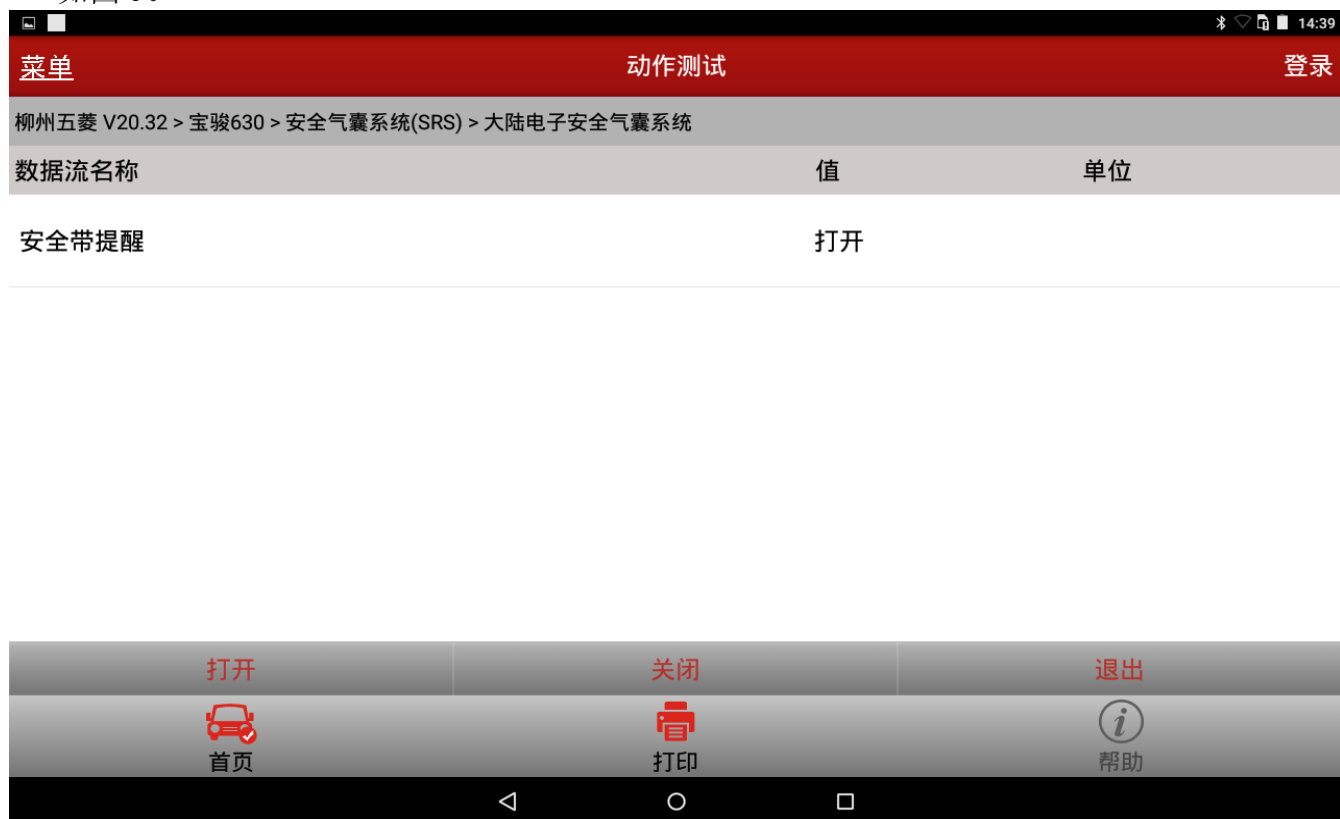 14:39
菜单 动作测试 登录
柳州五菱 V20.32 > 宝骏630 > 安全气囊系统(SRS) > 大陆电子安全气囊系统
数据流名称 值 单位
安全带提醒 打开
打开 关闭 退出
首页 打印 帮助